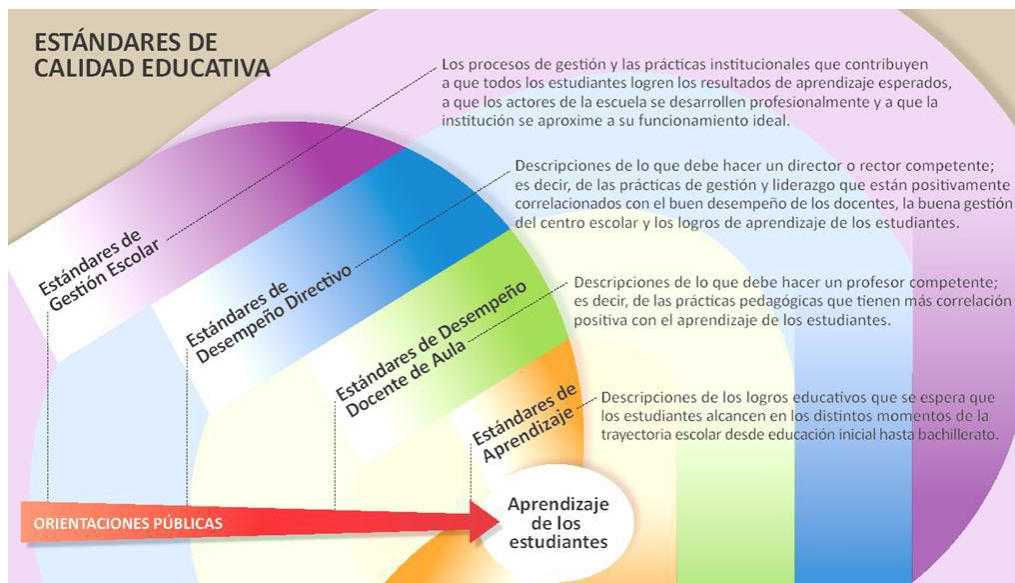 ESTÁNDARES DE
CALIDAD EDUCATIVA
Los procesos de gestión y las prácticas institucionales que contribuyen
a que todos los estudiantes logren los resultados de aprendizaje esperados,
a que los actores de la escuela se desarrollen profesionalmente y a que la
institución se aproxime a su funcionamiento ideal.
Estándares de
Gestión Escolar
Descripciones de lo que debe hacer un director o rector competente;
es decir, de las prácticas de gestión y liderazgo que están positivamente
correlacionados con el buen desempeño de los docentes, la buena gestión
del centro escolar y los logros de aprendizaje de los estudiantes.
Estándares de
Desempeño Directivo
Descripciones de lo que debe hacer un profesor competente;
es decir, de las prácticas pedagógicas que tienen más correlación
positiva con el aprendizaje de los estudiantes.
Estándares de Desempeño
Docente de Aula
Descripciones de los logros educativos que se espera que
los estudiantes alcancen en los distintos momentos de la
trayectoria escolar desde educación inicial hasta bachillerato.
Estándares de
Aprendizaje
ORIENTACIONES PÚBLICAS
Aprendizaje
de los
estudiantes